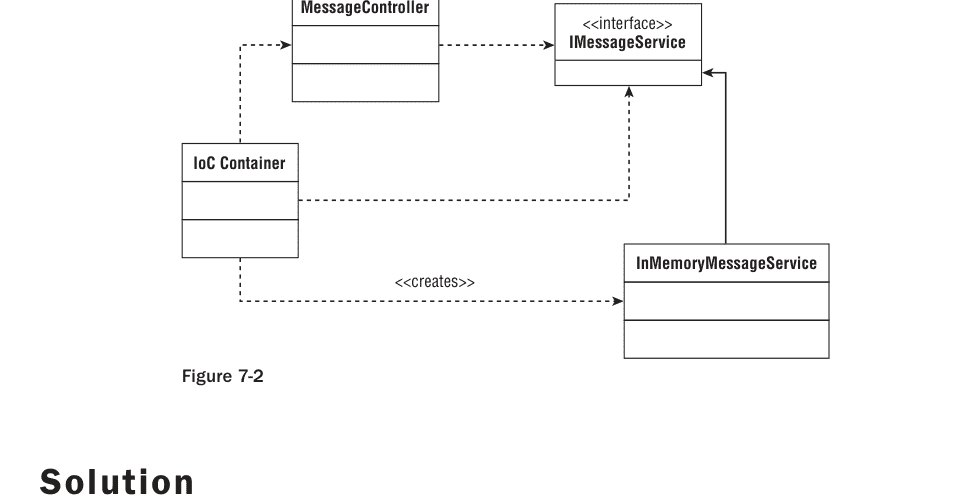 MessageController
<<interface>>
IMessageService
IoC Container
InMemoryMessageService
<<creates>>
Figure 7-2
Solution